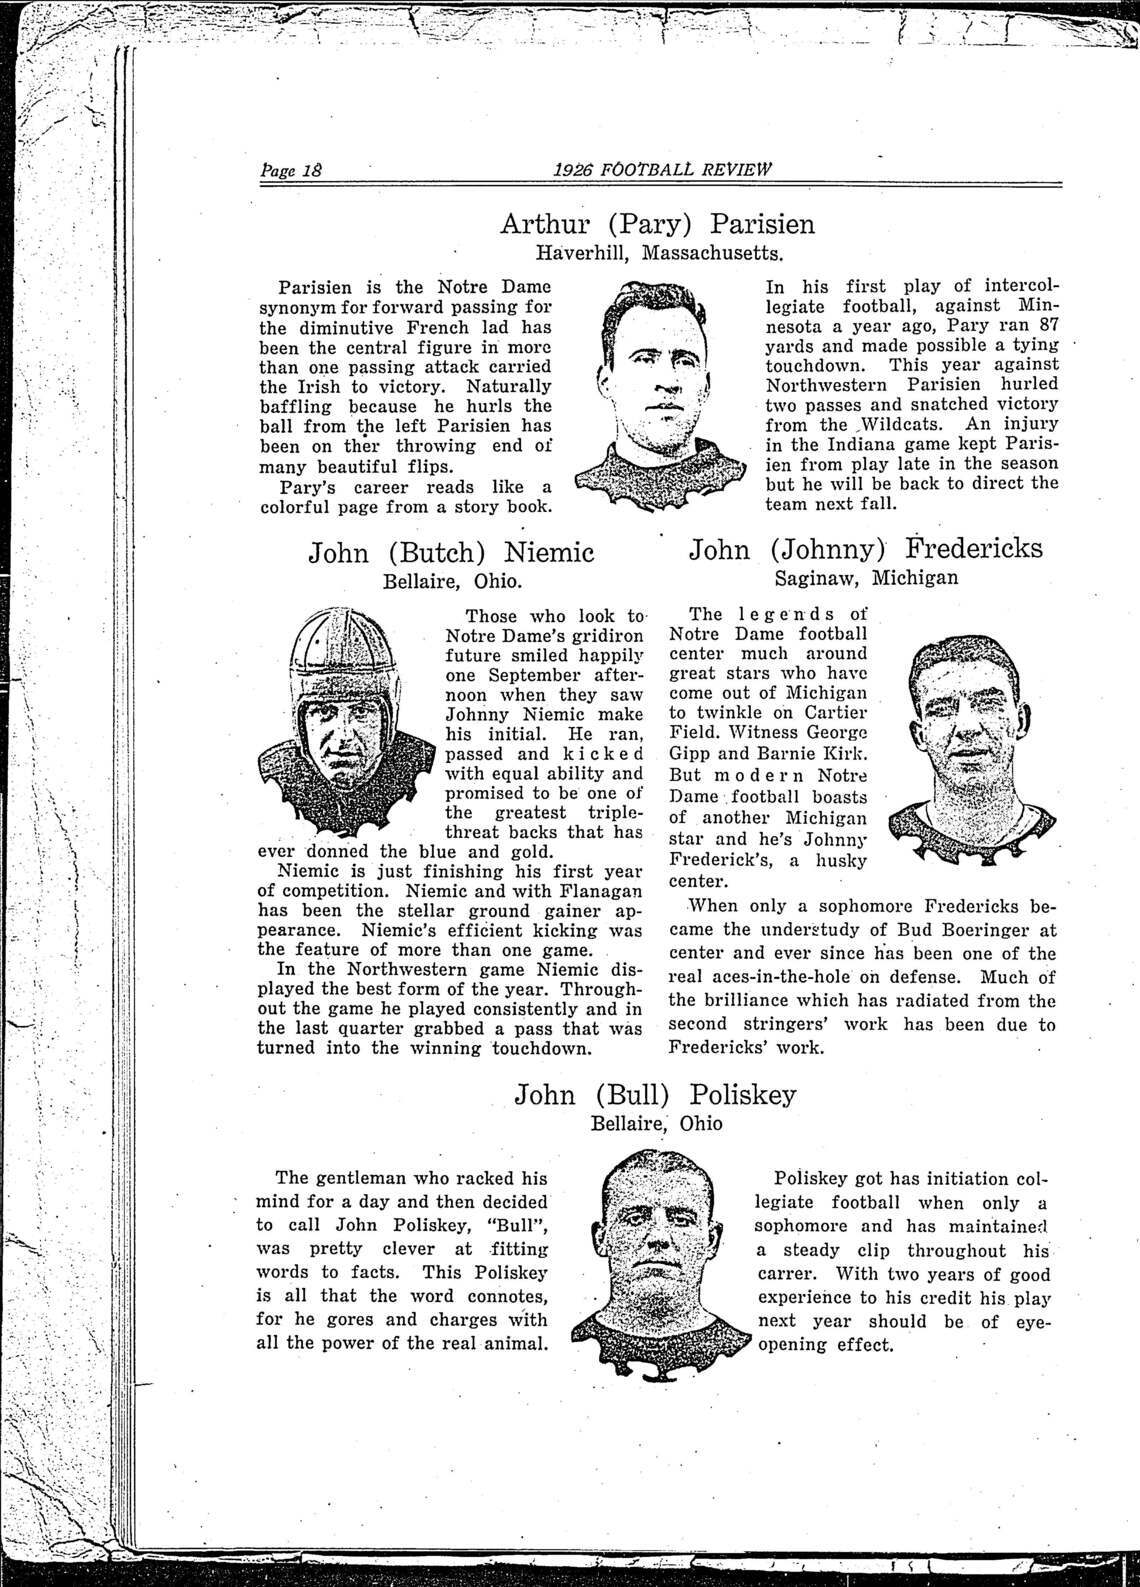 Page 18
1926 FOOTBALL REVIEW
Arthur (Pary) Parisien
Haverhill, Massachusetts.
Parisien is the Notre Dame
synonym for forward passing for
the diminutive French lad has
been the central figure in more
than one passing attack carried
the Irish to victory. Naturally
baffling because he hurls the
ball from the left Parisien has
been on ther throwing end of
many beautiful flips.
Pary's career reads like a
colorful page from a story book.
In his first play of intercol-
legiate football, against Min-
nesota a year ago, Pary ran 87
yards and made possible a tying
touchdown. This year against
Northwestern Parisien hurled
two passes and snatched victory
from the Wildcats. An injury
in the Indiana game kept Paris-
ien from play late in the season
but he will be back to direct the
team next fall.
John (Butch) Niemic
Bellaire, Ohio.
Those who look to
Notre Dame's gridiron
future smiled happily
one September after-
noon when they saw
Johnny Niemic make
his initial. He ran,
passed and kicked
with equal ability and
promised to be one of
the greatest triple-
threat backs that has
ever donned the blue and gold.
Niemic is just finishing his first year
of competition. Niemic and with Flanagan
has been the stellar ground gainer ap-
pearance. Niemic's efficient kicking was
the feature of more than one game.
In the Northwestern game Niemic dis-
played the best form of the year. Through-
out the game he played consistently and in
the last quarter grabbed a pass that was
turned into the winning touchdown.
John (Johnny) Fredericks
Saginaw, Michigan
The legends of
Notre Dame football
center much around
great stars who have
come out of Michigan
to twinkle on Cartier
Field. Witness George
Gipp and Barnie Kirk.
But modern Notre
Dame football boasts
of another Michigan
star and he's Johnny
Frederick's, a husky
center.
When only a sophomore Fredericks be-
came the understudy of Bud Boeringer at
center and ever since has been one of the
real aces-in-the-hole on defense. Much of
the brilliance which has radiated from the
second stringers' work has been due to
Fredericks' work.
John (Bull) Poliskey
Bellaire, Ohio
The gentleman who racked his
mind for a day and then decided
to call John Poliskey, "Bull",
was pretty clever at fitting
words to facts. This Poliskey
is all that the word connotes,
for he gores and charges with
all the power of the real animal.
Poliskey got has initiation col-
legiate football when only a
sophomore and has maintained
a steady clip throughout his
carrer. With two years of good
experience to his credit his play
next year should be of eye-
opening effect.